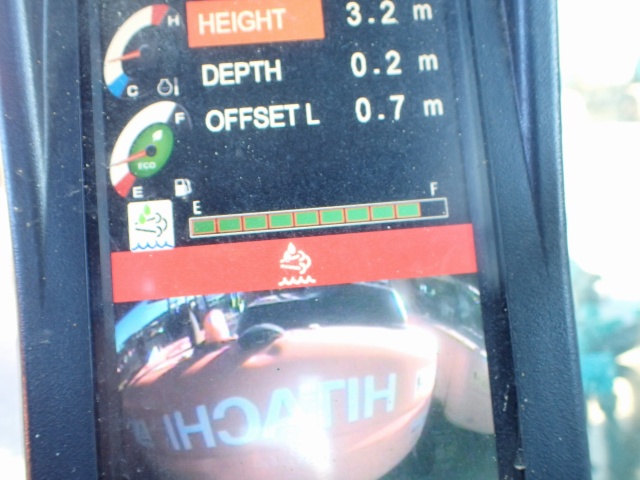 H
HEIGHT 3.2 m
C
DEPTH 0.2 m
F
OFFSET L 0.7 m
ECO
E
E F
HITACHI